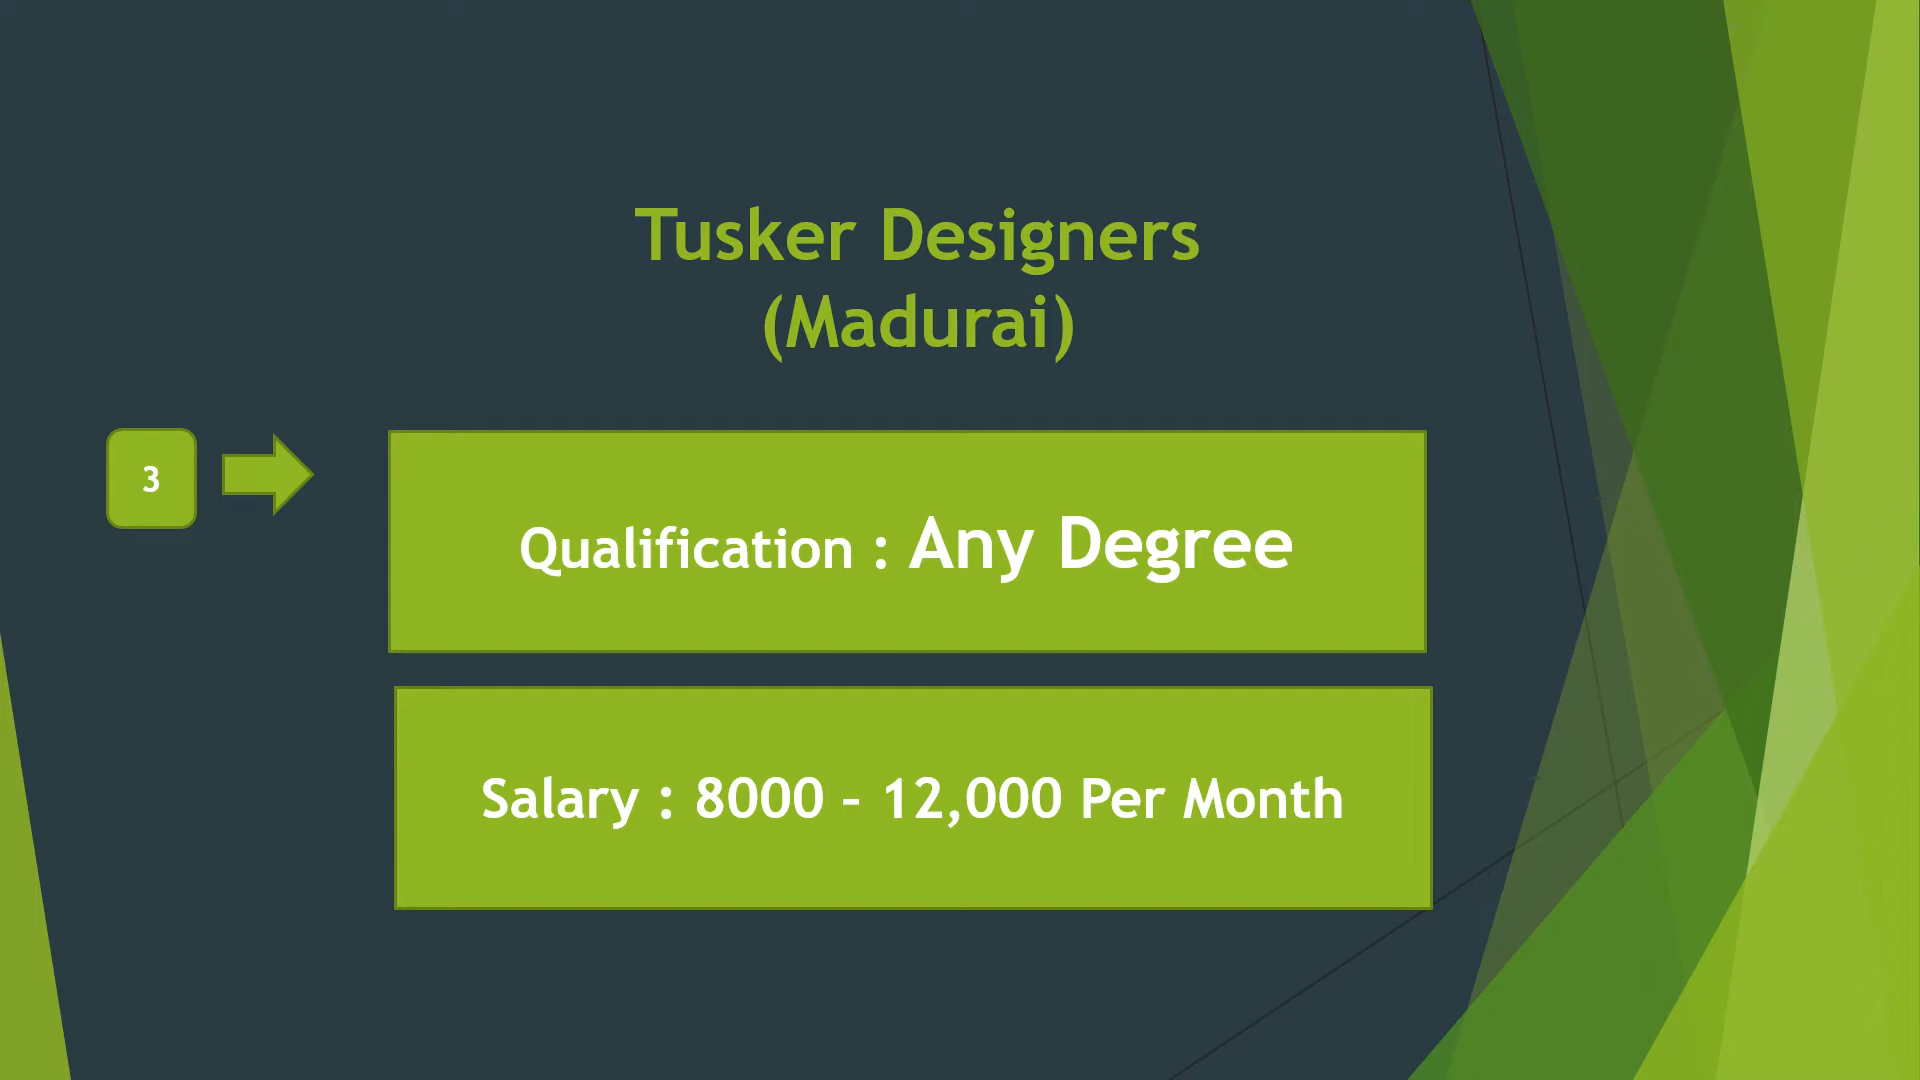 Tusker Designers
(Madurai)
3
Qualification : Any Degree
Salary : 8000 – 12,000 Per Month